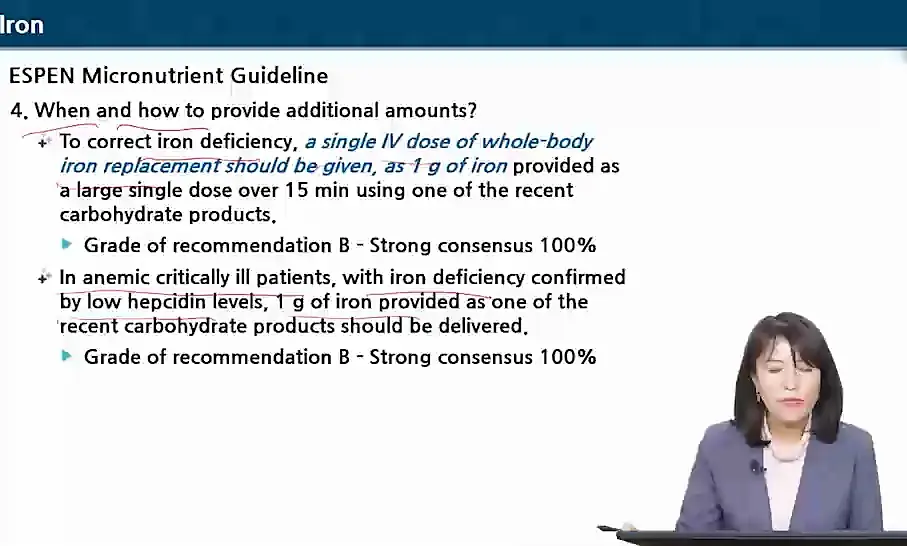 Iron
ESPEN Micronutrient Guideline
4. When and how to provide additional amounts?
To correct iron deficiency, a single IV dose of whole-body
iron replacement should be given, as 1 g of iron provided as
a large single dose over 15 min using one of the recent
carbohydrate products.
Grade of recommendation B - Strong consensus 100%
In anemic critically ill patients, with iron deficiency confirmed
by low hepcidin levels, 1 g of iron provided as one of the
recent carbohydrate products should be delivered.
Grade of recommendation B - Strong consensus 100%